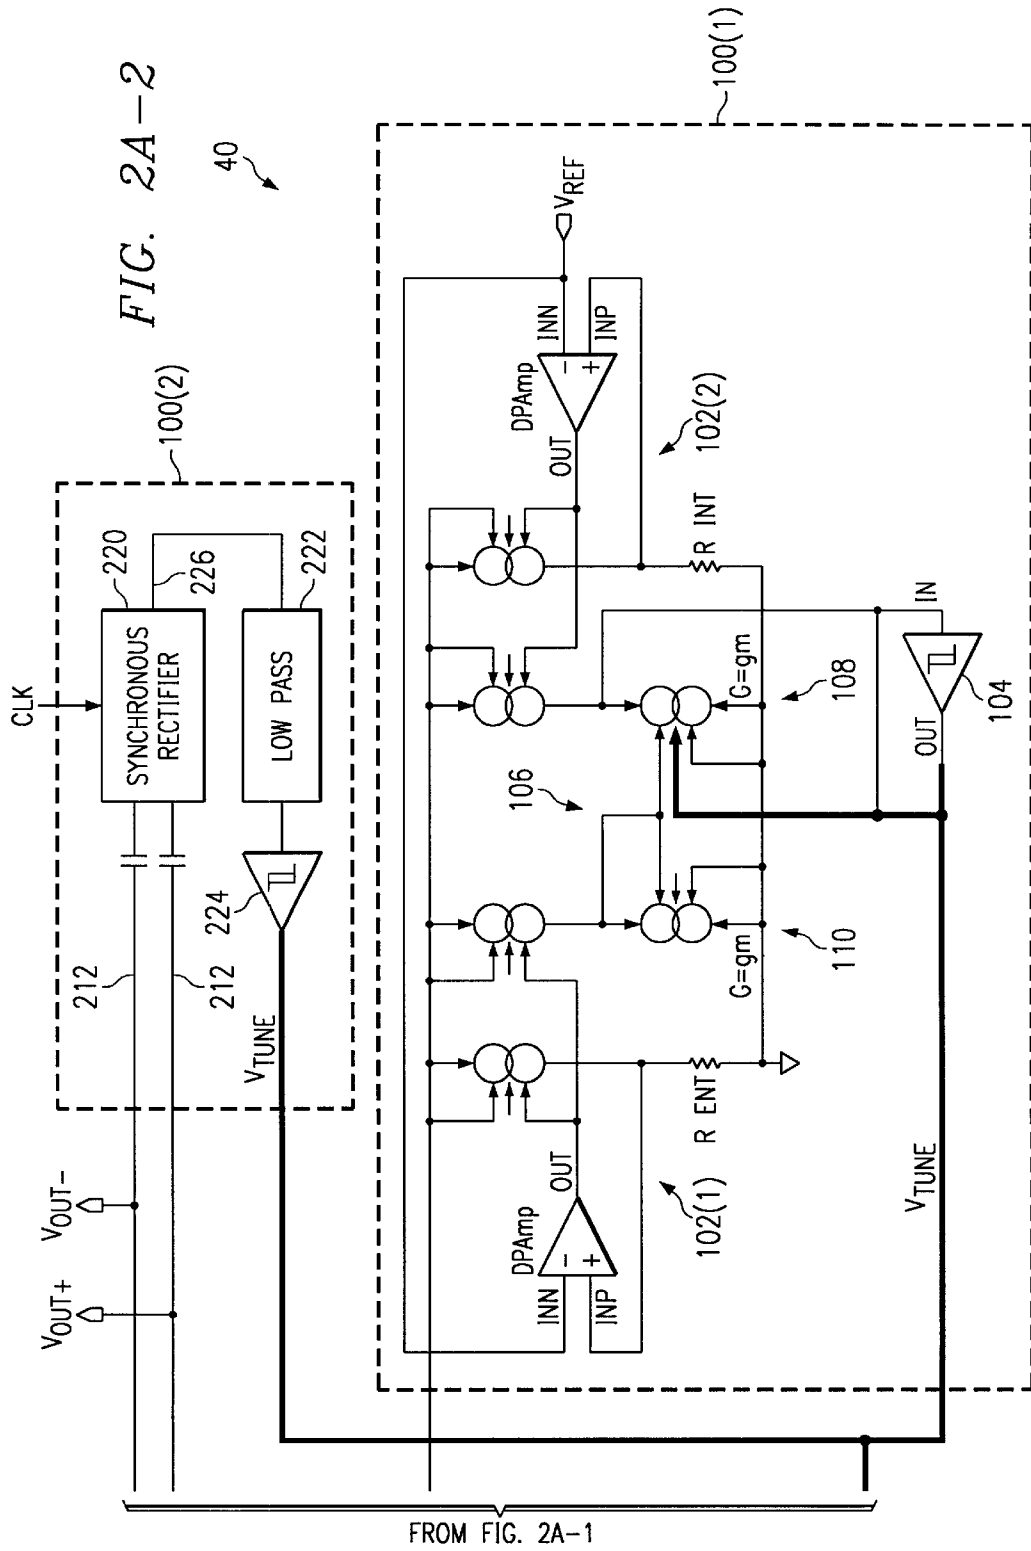 FIG. 2A-2
40
CLK
100(2)
220
SYNCHRONOUS
RECTIFIER
226
LOW PASS
222
224
212
212
VTUNE
VOUT-
VOUT+
100(1)
VREF
INN
INP
-
+
DPAmp
OUT
102(2)
R INT
106
G=gm
108
IN
OUT
104
G=gm
110
R ENT
102(1)
DPAmp
OUT
INN
INP
-
+
VTUNE
FROM FIG. 2A-1